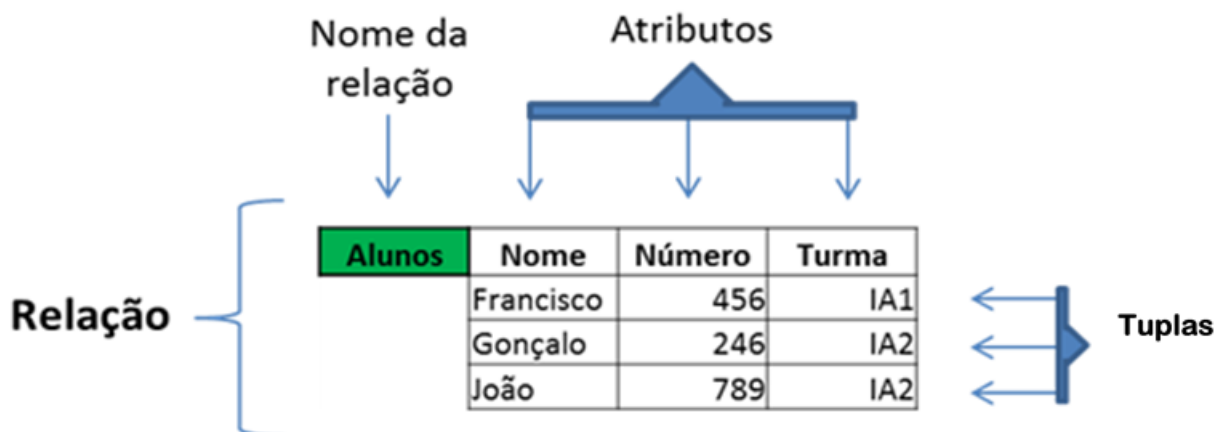 Nome da
relação
Atributos
Relação
Alunos Nome Número Turma
Francisco 456 IA1
Gonçalo 246 IA2
João 789 IA2
Tuplas